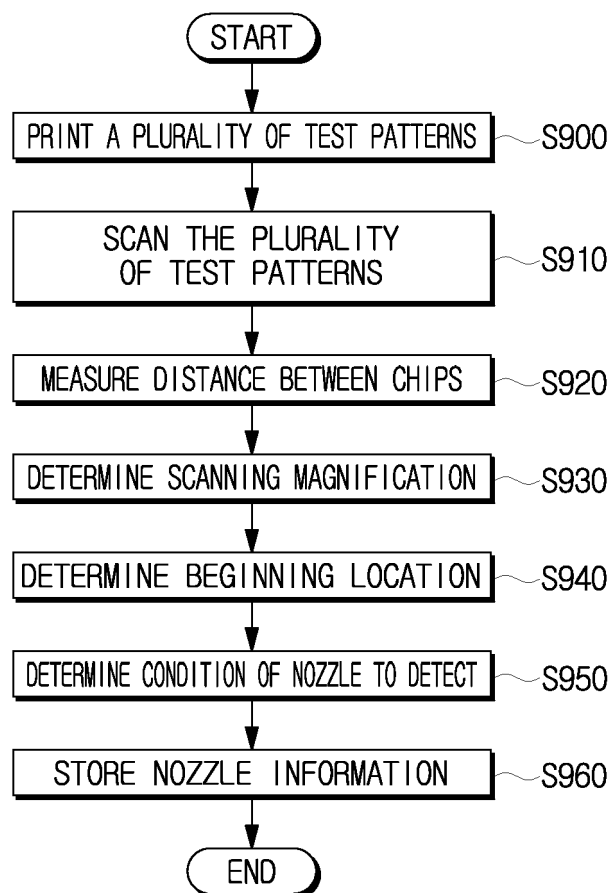 START
PRINT A PLURALITY OF TEST PATTERNS S900
SCAN THE PLURALITY
OF TEST PATTERNS S910
MEASURE DISTANCE BETWEEN CHIPS S920
DETERMINE SCANNING MAGNIFICATION S930
DETERMINE BEGINNING LOCATION S940
DETERMINE CONDITION OF NOZZLE TO DETECT S950
STORE NOZZLE INFORMATION S960
END